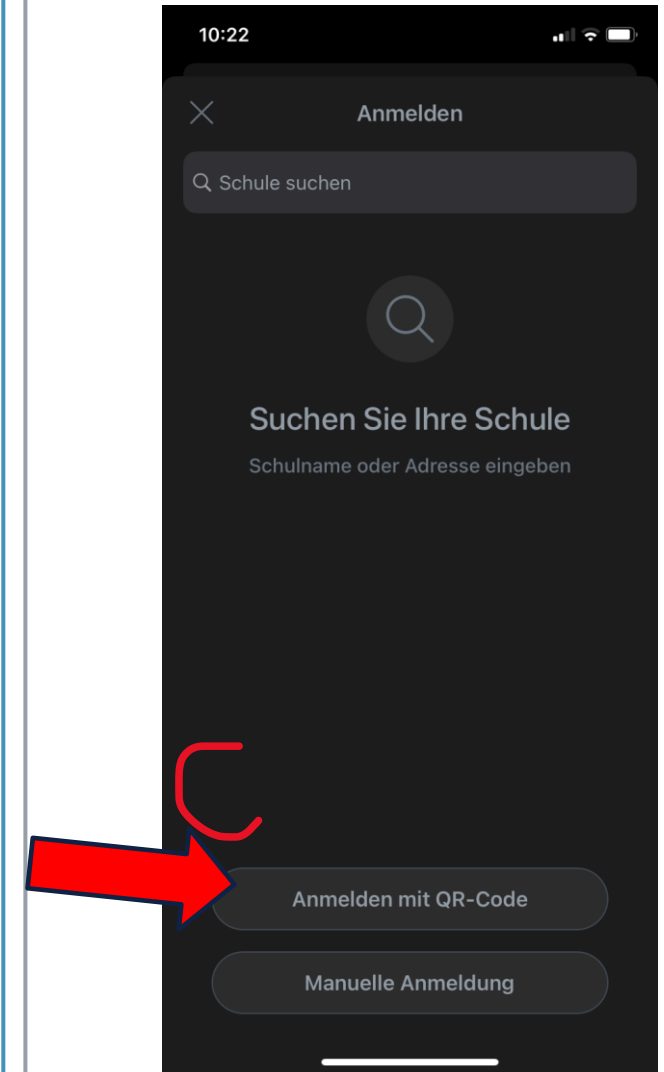 10:22
Anmelden
Schule suchen
Suchen Sie Ihre Schule
Schulname oder Adresse eingeben
C
Anmelden mit QR-Code
Manuelle Anmeldung